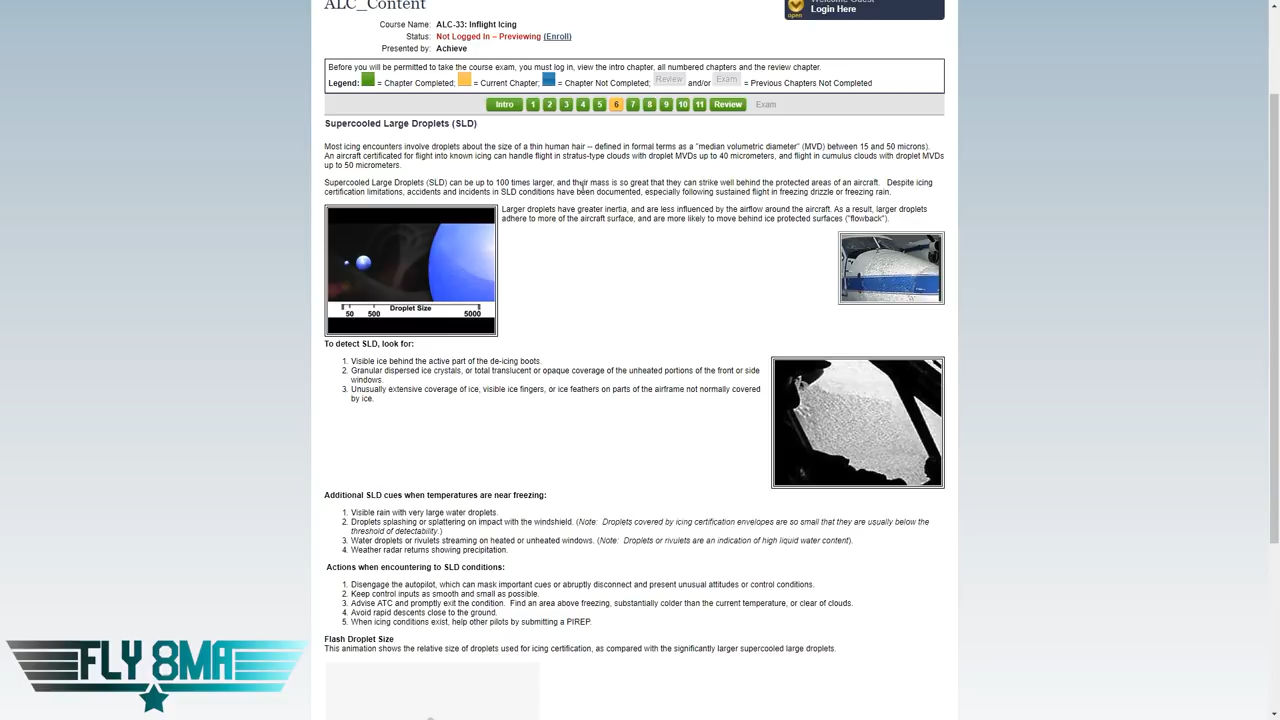 ALC_Content
Welcome Guest
Login Here
open
Course Name: ALC-33: Inflight Icing
Status: Not Logged In – Previewing (Enroll)
Presented by: Achieve
Before you will be permitted to take the course exam, you must log in, view the intro chapter, all numbered chapters and the review chapter.
Legend: = Chapter Completed; = Current Chapter; = Chapter Not Completed; Review and/or Exam = Previous Chapters Not Completed
Intro 1 2 3 4 5 6 7 8 9 10 11 Review Exam
Supercooled Large Droplets (SLD)
Most icing encounters involve droplets about the size of a thin human hair -- defined in formal terms as a "median volumetric diameter" (MVD) between 15 and 50 microns).
An aircraft certificated for flight into known icing can handle flight in stratus-type clouds with droplet MVDs up to 40 micrometers, and flight in cumulus clouds with droplet MVDs
up to 50 micrometers.
Supercooled Large Droplets (SLD) can be up to 100 times larger, and their mass is so great that they can strike well behind the protected areas of an aircraft. Despite icing
certification limitations, accidents and incidents in SLD conditions have been documented, especially following sustained flight in freezing drizzle or freezing rain.
Larger droplets have greater inertia, and are less influenced by the airflow around the aircraft. As a result, larger droplets
adhere to more of the aircraft surface, and are more likely to move behind ice protected surfaces ("flowback").
Droplet Size
50 500 5000
To detect SLD, look for:
1. Visible ice behind the active part of the de-icing boots.
2. Granular dispersed ice crystals, or total translucent or opaque coverage of the unheated portions of the front or side
windows.
3. Unusually extensive coverage of ice, visible ice fingers, or ice feathers on parts of the airframe not normally covered
by ice.
Additional SLD cues when temperatures are near freezing:
1. Visible rain with very large water droplets.
2. Droplets splashing or splattering on impact with the windshield. (Note: Droplets covered by icing certification envelopes are so small that they are usually below the
threshold of detectability.)
3. Water droplets or rivulets streaming on heated or unheated windows. (Note: Droplets or rivulets are an indication of high liquid water content).
4. Weather radar returns showing precipitation.
Actions when encountering to SLD conditions:
1. Disengage the autopilot, which can mask important cues or abruptly disconnect and present unusual attitudes or control conditions.
2. Keep control inputs as smooth and small as possible.
3. Advise ATC and promptly exit the condition. Find an area above freezing, substantially colder than the current temperature, or clear of clouds.
4. Avoid rapid descents close to the ground.
5. When icing conditions exist, help other pilots by submitting a PIREP.
Flash Droplet Size
This animation shows the relative size of droplets used for icing certification, as compared with the significantly larger supercooled large droplets.
FLY 8MA